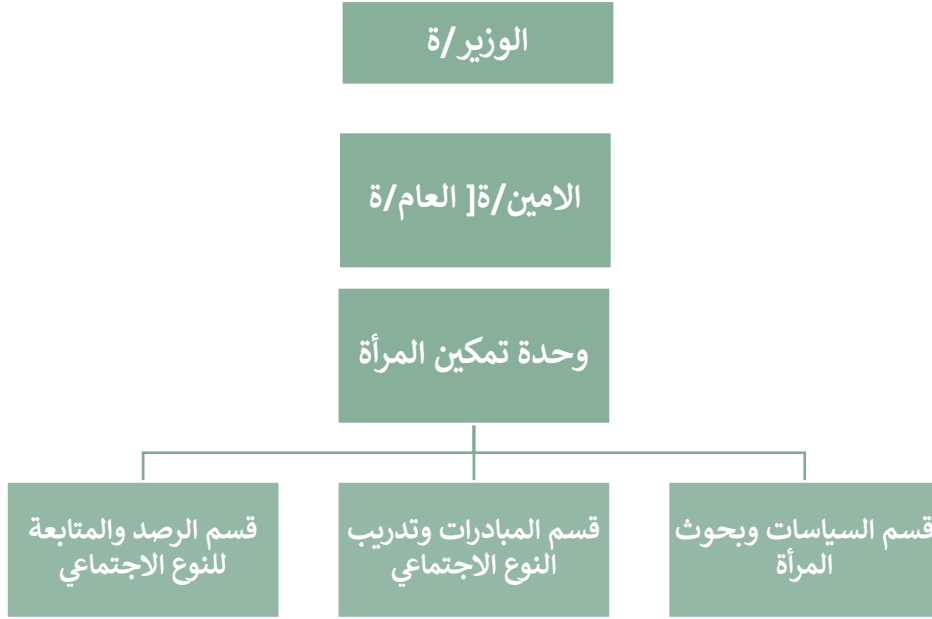 الوزير/ة
الامين/ة[ العام/ة
وحدة تمكين المرأة
قسم السياسات وبحوث
المرأة
قسم المبادرات وتدريب
النوع الاجتماعي
قسم الرصد والمتابعة
للنوع الاجتماعي